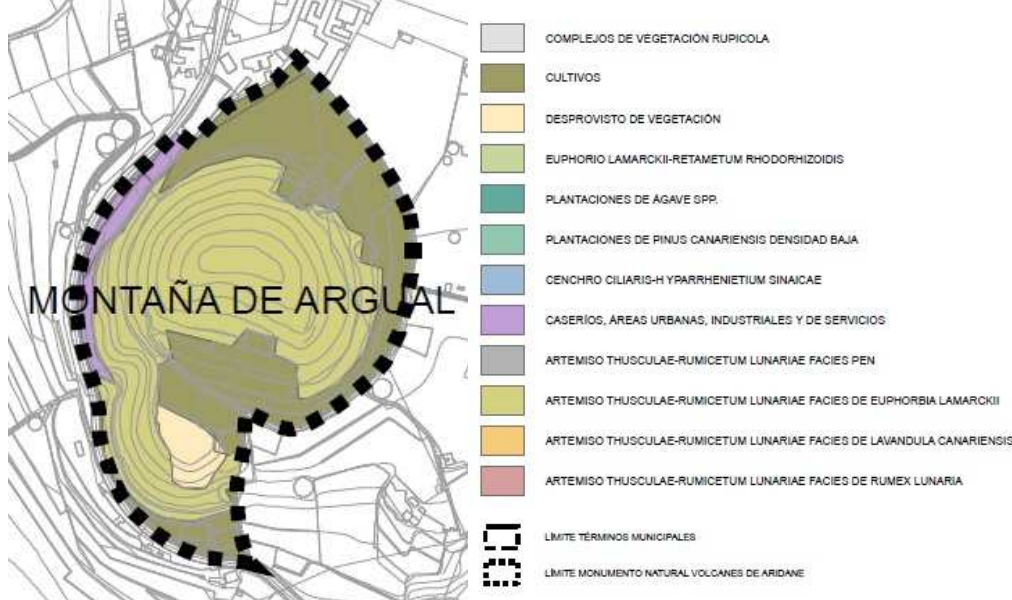 MONTAÑA DE ARGUAL
COMPLEJOS DE VEGETACIÓN RUPICOLA
CULTIVOS
DESPROVISTO DE VEGETACIÓN
EUPHORIO LAMARCKII-RETAMETUM RHODORHIZOIDIS
PLANTACIONES DE ÁGAVE SPP.
PLANTACIONES DE PINUS CANARIENSIS DENSIDAD BAJA
CENCHRO CILIARIS-H YPARRHENIETIUM SINAICAE
CASERÍOS, ÁREAS URBANAS, INDUSTRIALES Y DE SERVICIOS
ARTEMISO THUSCULAE-RUMICETUM LUNARIAE FACIES PEN
ARTEMISO THUSCULAE-RUMICETUM LUNARIAE FACIES DE EUPHORBIA LAMARCKII
ARTEMISO THUSCULAE-RUMICETUM LUNARIAE FACIES DE LAVANDULA CANARIENSIS
ARTEMISO THUSCULAE-RUMICETUM LUNARIAE FACIES DE RUMEX LUNARIA
LÍMITE TÉRMINOS MUNICIPALES
LÍMITE MONUMENTO NATURAL VOLCANES DE ARIDANE